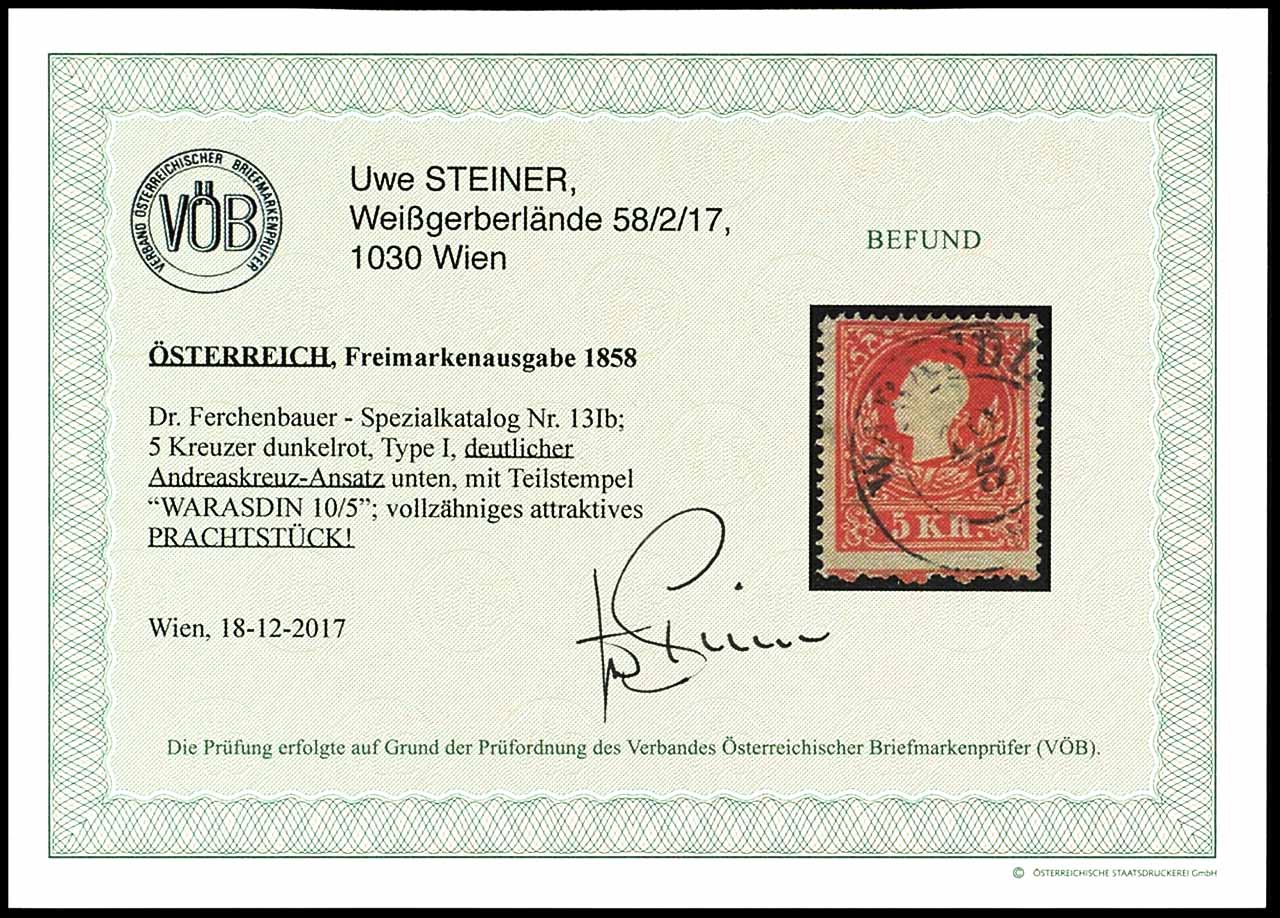 VERBAND ÖSTERREICHISCHER BRIEFMARKENPRÜFER
VÖB
Uwe STEINER,
Weißgerberlände 58/2/17,
1030 Wien
BEFUND
ÖSTERREICH, Freimarkenausgabe 1858
Dr. Ferchenbauer - Spezialkatalog Nr. 13Ib;
5 Kreuzer dunkelrot, Type I, deutlicher
Andreaskreuz-Ansatz unten, mit Teilstempel
“WARASDIN 10/5”; vollzähniges attraktives
PRACHTSTÜCK!
5 KR.
Wien, 18-12-2017
Die Prüfung erfolgte auf Grund der Prüfordnung des Verbandes Österreichischer Briefmarkenprüfer (VÖB).
© ÖSTERREICHISCHE STAATSDRUCKEREI GmbH